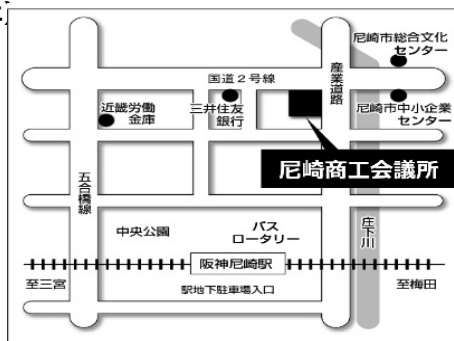 尼崎市総合文化
センター
国道2号線
産業道路
近畿労働
金庫
三井住友
銀行
尼崎市中小企業
センター
尼崎商工会議所
五合橋線
中央公園
バス
ロータリー
庄下川
阪神尼崎駅
至三宮
至梅田
駅地下駐車場入口